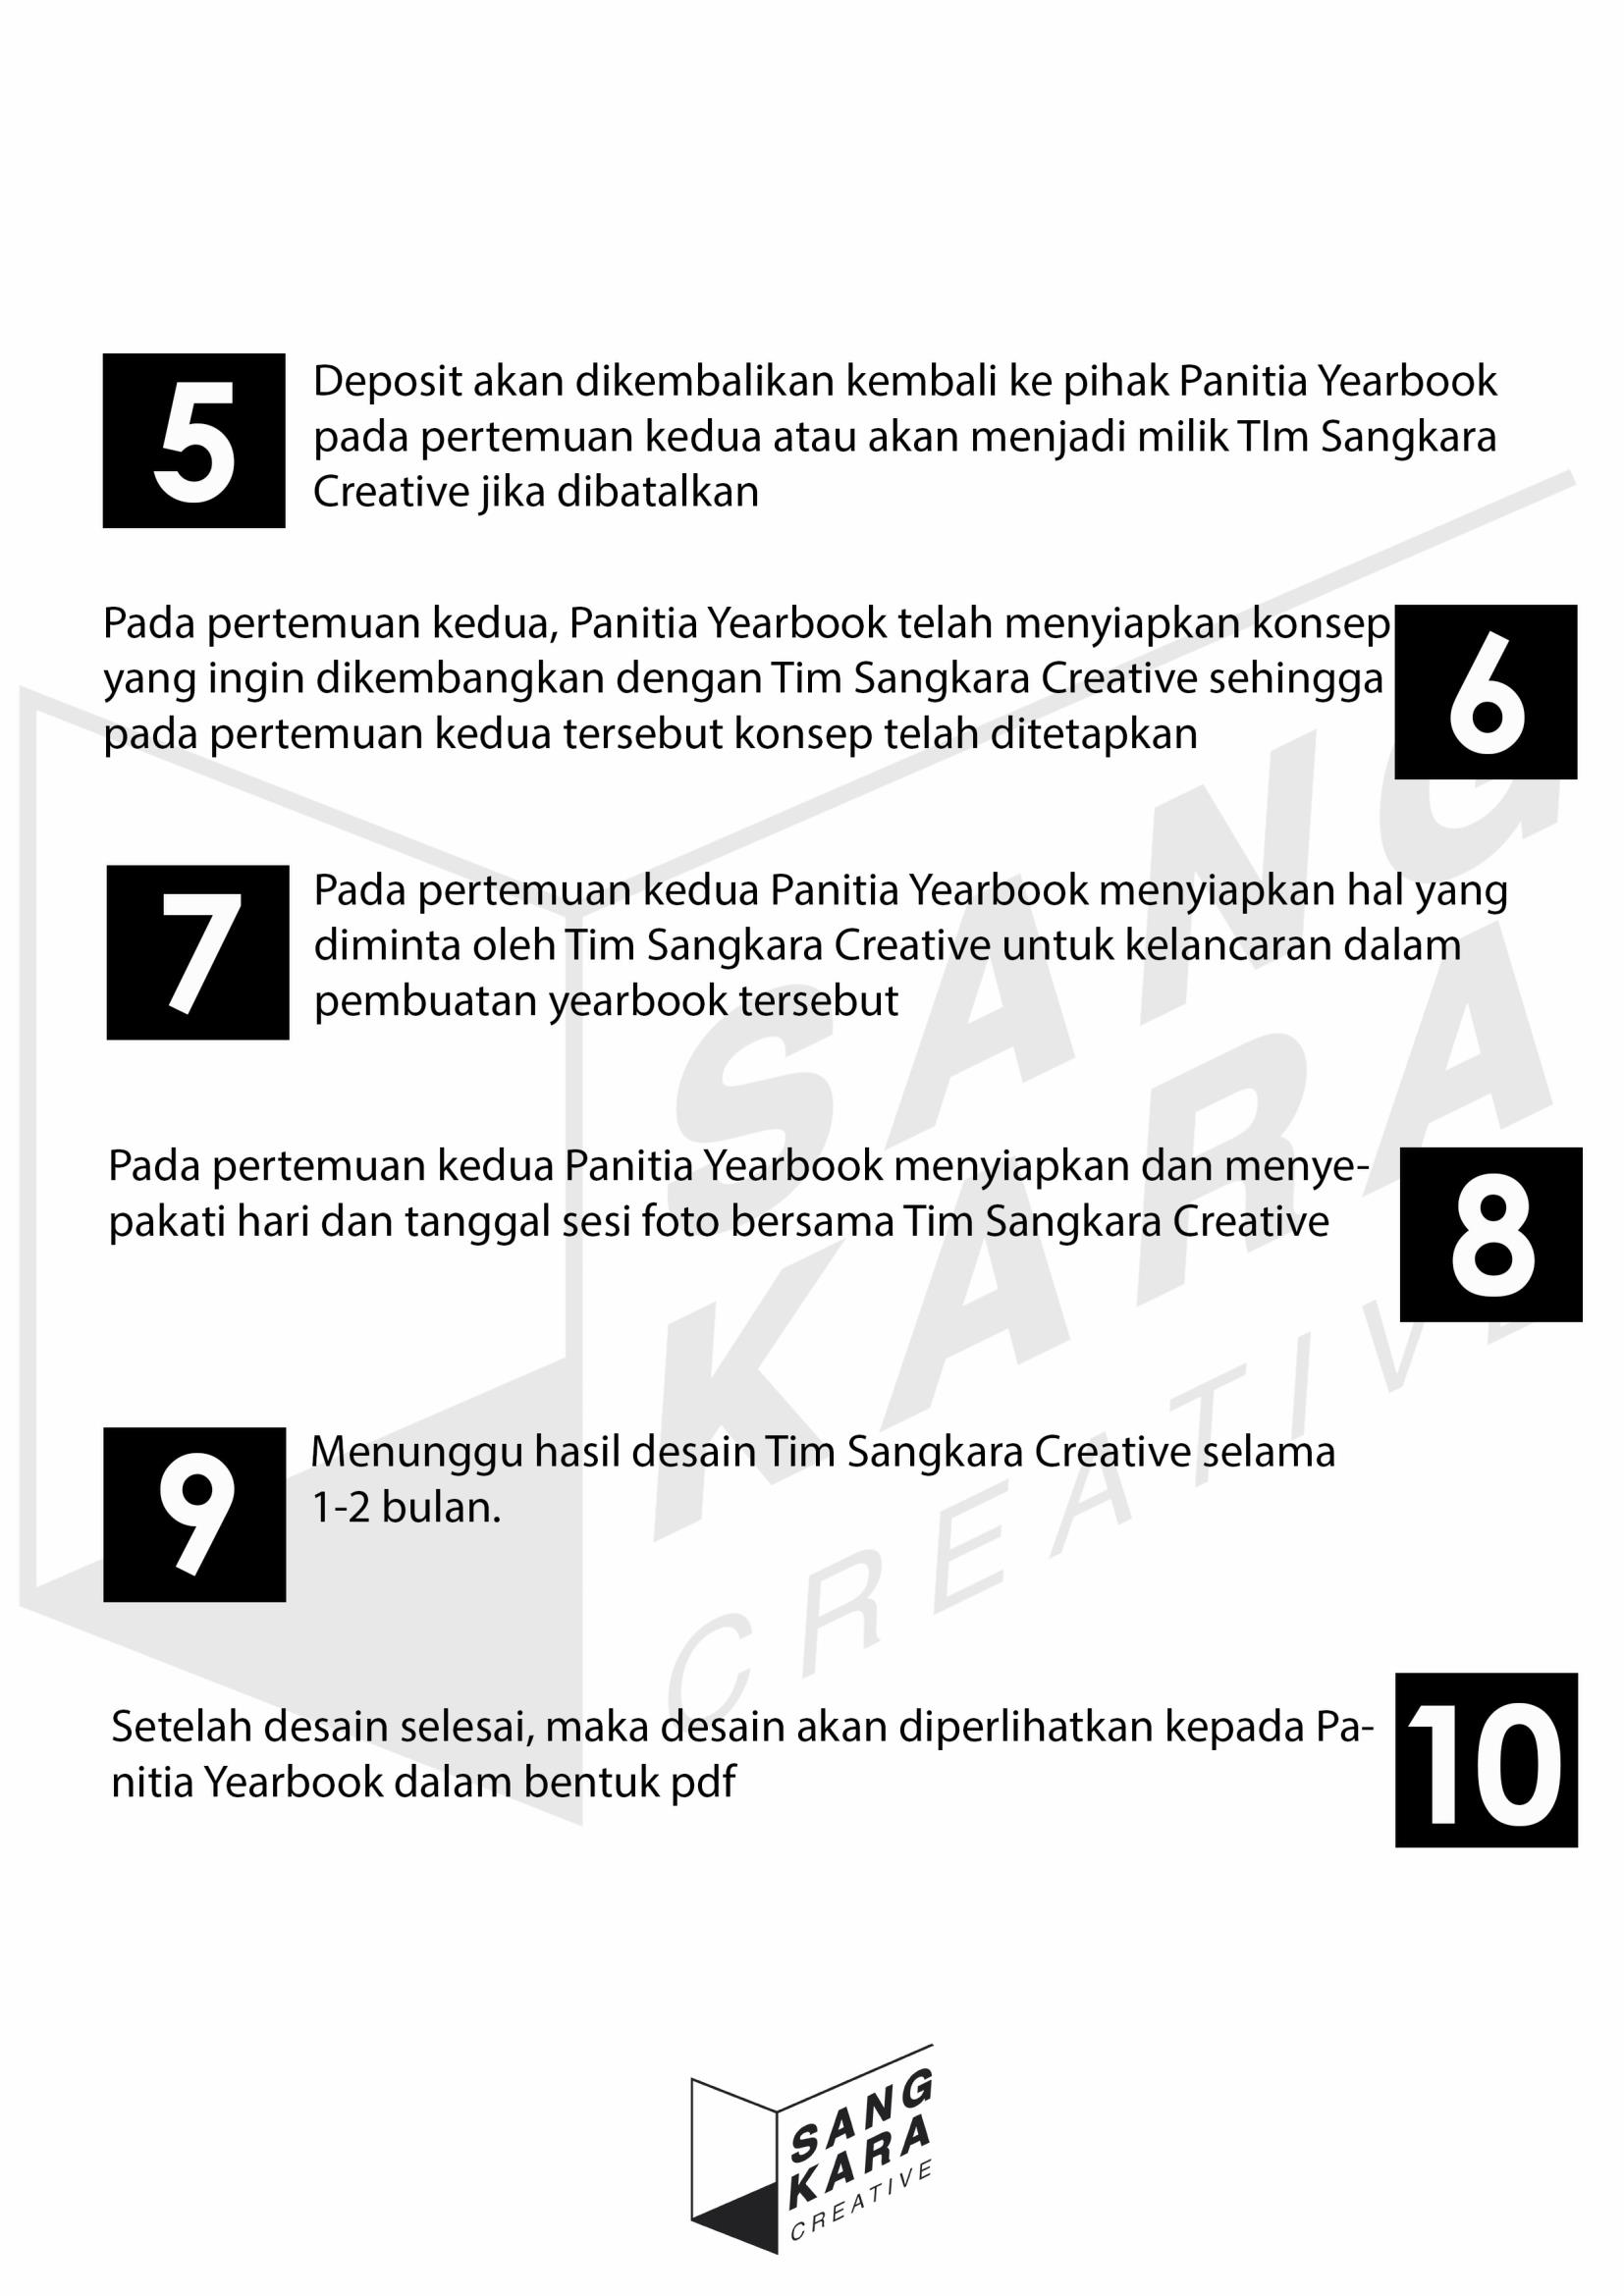 5
Deposit akan dikembalikan kembali ke pihak Panitia Yearbook
pada pertemuan kedua atau akan menjadi milik TIm Sangkara
Creative jika dibatalkan
Pada pertemuan kedua, Panitia Yearbook telah menyiapkan konsep
yang ingin dikembangkan dengan Tim Sangkara Creative sehingga
pada pertemuan kedua tersebut konsep telah ditetapkan
6
7
Pada pertemuan kedua Panitia Yearbook menyiapkan hal yang
diminta oleh Tim Sangkara Creative untuk kelancaran dalam
pembuatan yearbook tersebut
Pada pertemuan kedua Panitia Yearbook menyiapkan dan menye-
pakati hari dan tanggal sesi foto bersama Tim Sangkara Creative
8
9
Menunggu hasil desain Tim Sangkara Creative selama
1-2 bulan.
Setelah desain selesai, maka desain akan diperlihatkan kepada Pa-
nitia Yearbook dalam bentuk pdf
10
SANG
KARA
CREATIVE
SANG
KARA
CREATIVE